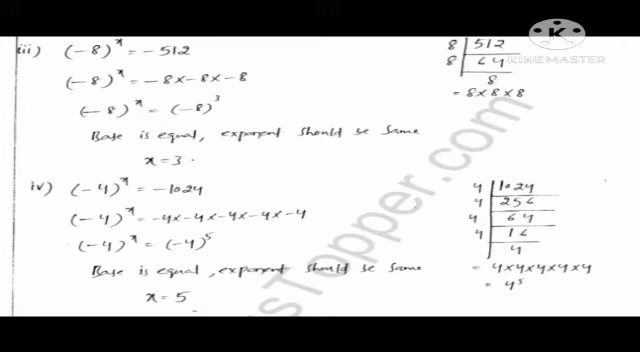 K
KINEMASTER
iii) (-8)^x = -512
(-8)^x = -8 x -8 x -8
(-8)^x = (-8)^3
Base is equal, exponent should be same
x = 3.
8 | 512
8 | 64
8
= 8 x 8 x 8
iv) (-4)^x = -1024
(-4)^x = -4 x -4 x -4 x -4 x -4
(-4)^x = (-4)^5
Base is equal, exponent should be same
x = 5
4 | 1024
4 | 256
4 | 64
4 | 16
4
= 4 x 4 x 4 x 4 x 4
= 4^5
sTopper.com